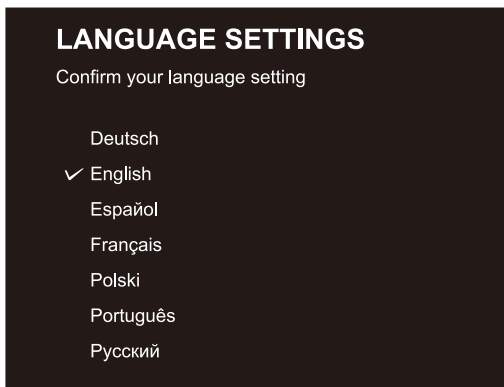 LANGUAGE SETTINGS
Confirm your language setting
Deutsch
✓ English
Espaйol
Français
Polski
Português
Русский